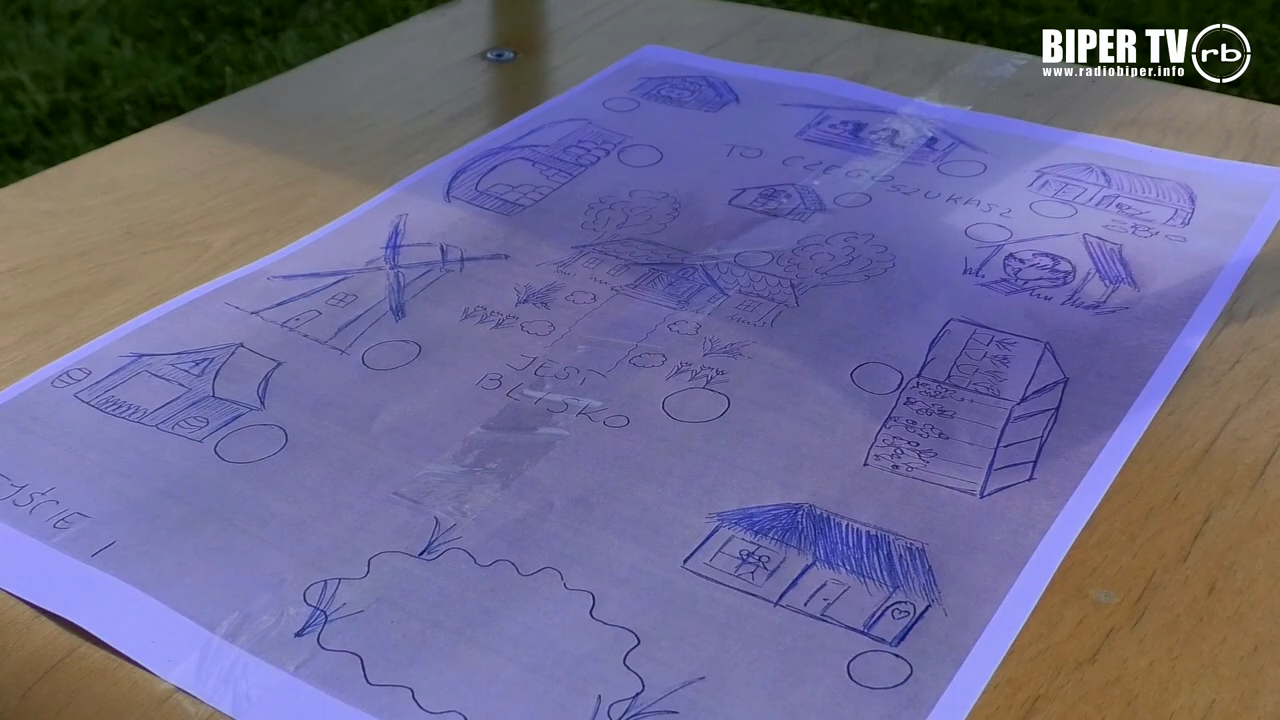 BIPER TV rb
www.radiobiper.info
TO CZEGO SZUKASZ
JEST
BLISKO